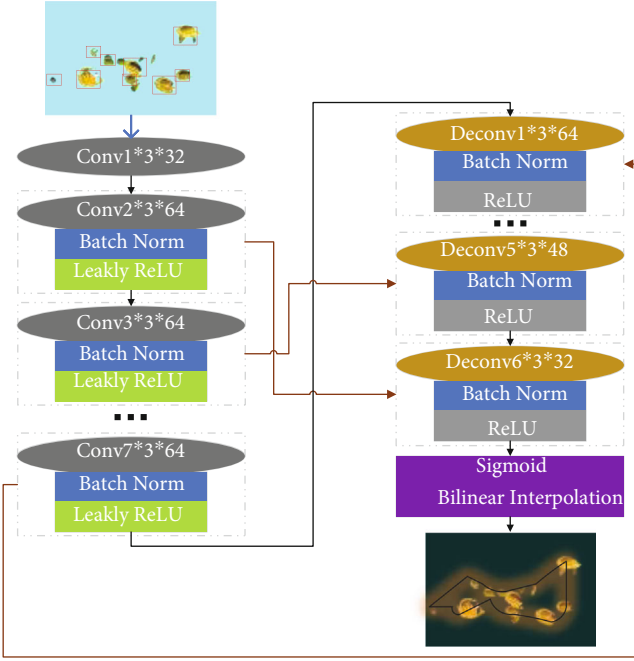 Conv1*3*32
Conv2*3*64
Batch Norm
Leakly ReLU
Conv3*3*64
Batch Norm
Leakly ReLU
Conv7*3*64
Batch Norm
Leakly ReLU
Deconv1*3*64
Batch Norm
ReLU
Deconv5*3*48
Batch Norm
ReLU
Deconv6*3*32
Batch Norm
ReLU
Sigmoid
Bilinear Interpolation